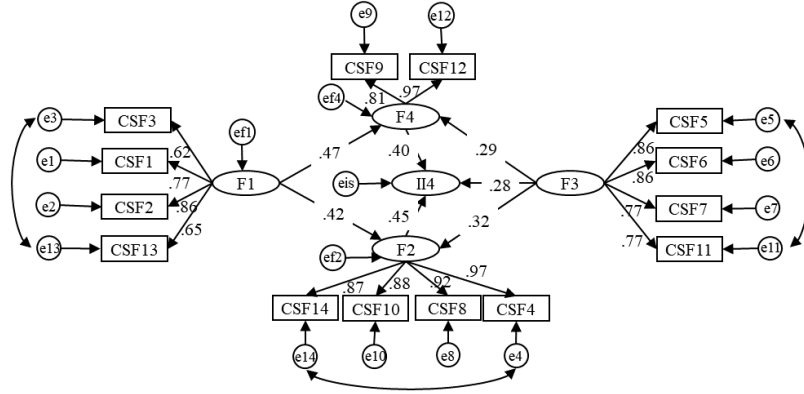 e9 e12
CSF9 CSF12
ef4 .81 .97
e3 CSF3 ef1 F4 CSF5 e5
.62 .47 .40 .29 .86
e1 CSF1 CSF6 e6
.77 F1 eis II4 .28 F3 .86
e2 CSF2 CSF7 e7
.86 .42 .45 .32 .77
.65 .77
e13 CSF13 ef2 F2 CSF11 e11
.87 .88 .92 .97
CSF14 CSF10 CSF8 CSF4
e14 e10 e8 e4